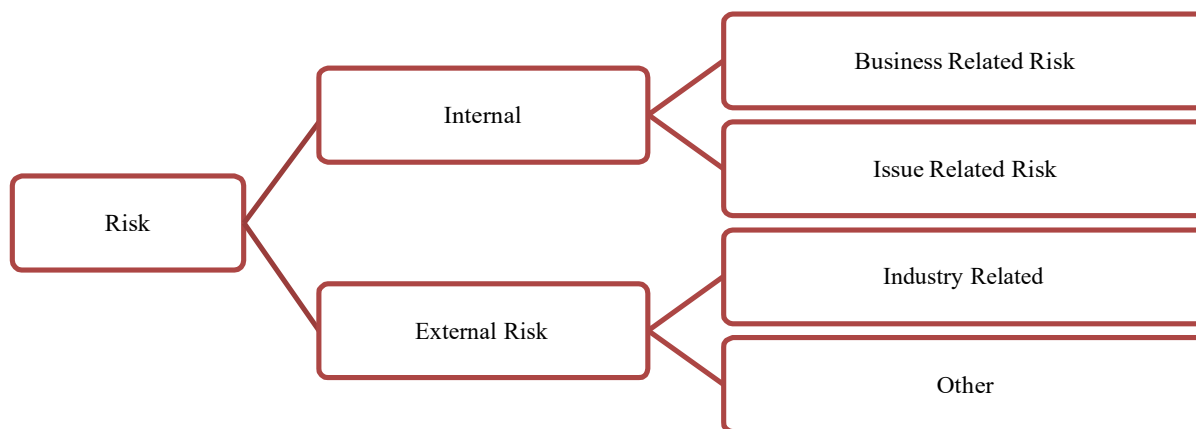 Risk
Internal
Business Related Risk
Issue Related Risk
External Risk
Industry Related
Other